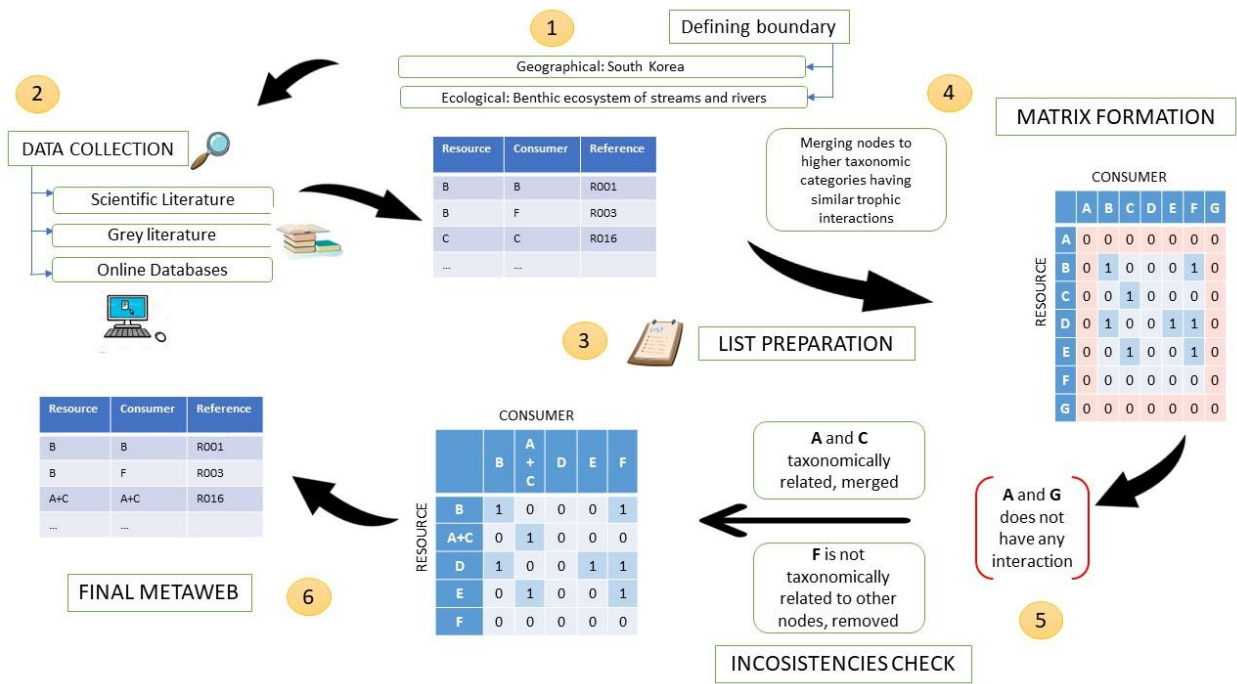 1
Defining boundary
Geographical: South Korea
Ecological: Benthic ecosystem of streams and rivers
2
DATA COLLECTION
Scientific Literature
Grey literature
Online Databases
Resource Consumer Reference
B B R001
B F R003
C C R016
... ...
3
LIST
LIST PREPARATION
Merging nodes to
higher taxonomic
categories having
similar trophic
interactions
4
MATRIX FORMATION
CONSUMER
RESOURCE
A B C D E F G
A 0 0 0 0 0 0 0
B 0 1 0 0 0 1 0
C 0 0 1 0 0 0 0
D 0 1 0 0 1 1 0
E 0 0 1 0 0 1 0
F 0 0 0 0 0 0 0
G 0 0 0 0 0 0 0
A and G
does not
have any
interaction
5
A and C
taxonomically
related, merged
F is not
taxonomically
related to other
nodes, removed
INCOSISTENCIES CHECK
CONSUMER
RESOURCE
B A + C D E F
B 1 0 0 0 1
A+C 0 1 0 0 0
D 1 0 0 1 1
E 0 1 0 0 1
F 0 0 0 0 0
Resource Consumer Reference
B B R001
B F R003
A+C A+C R016
... ...
FINAL METAWEB
6